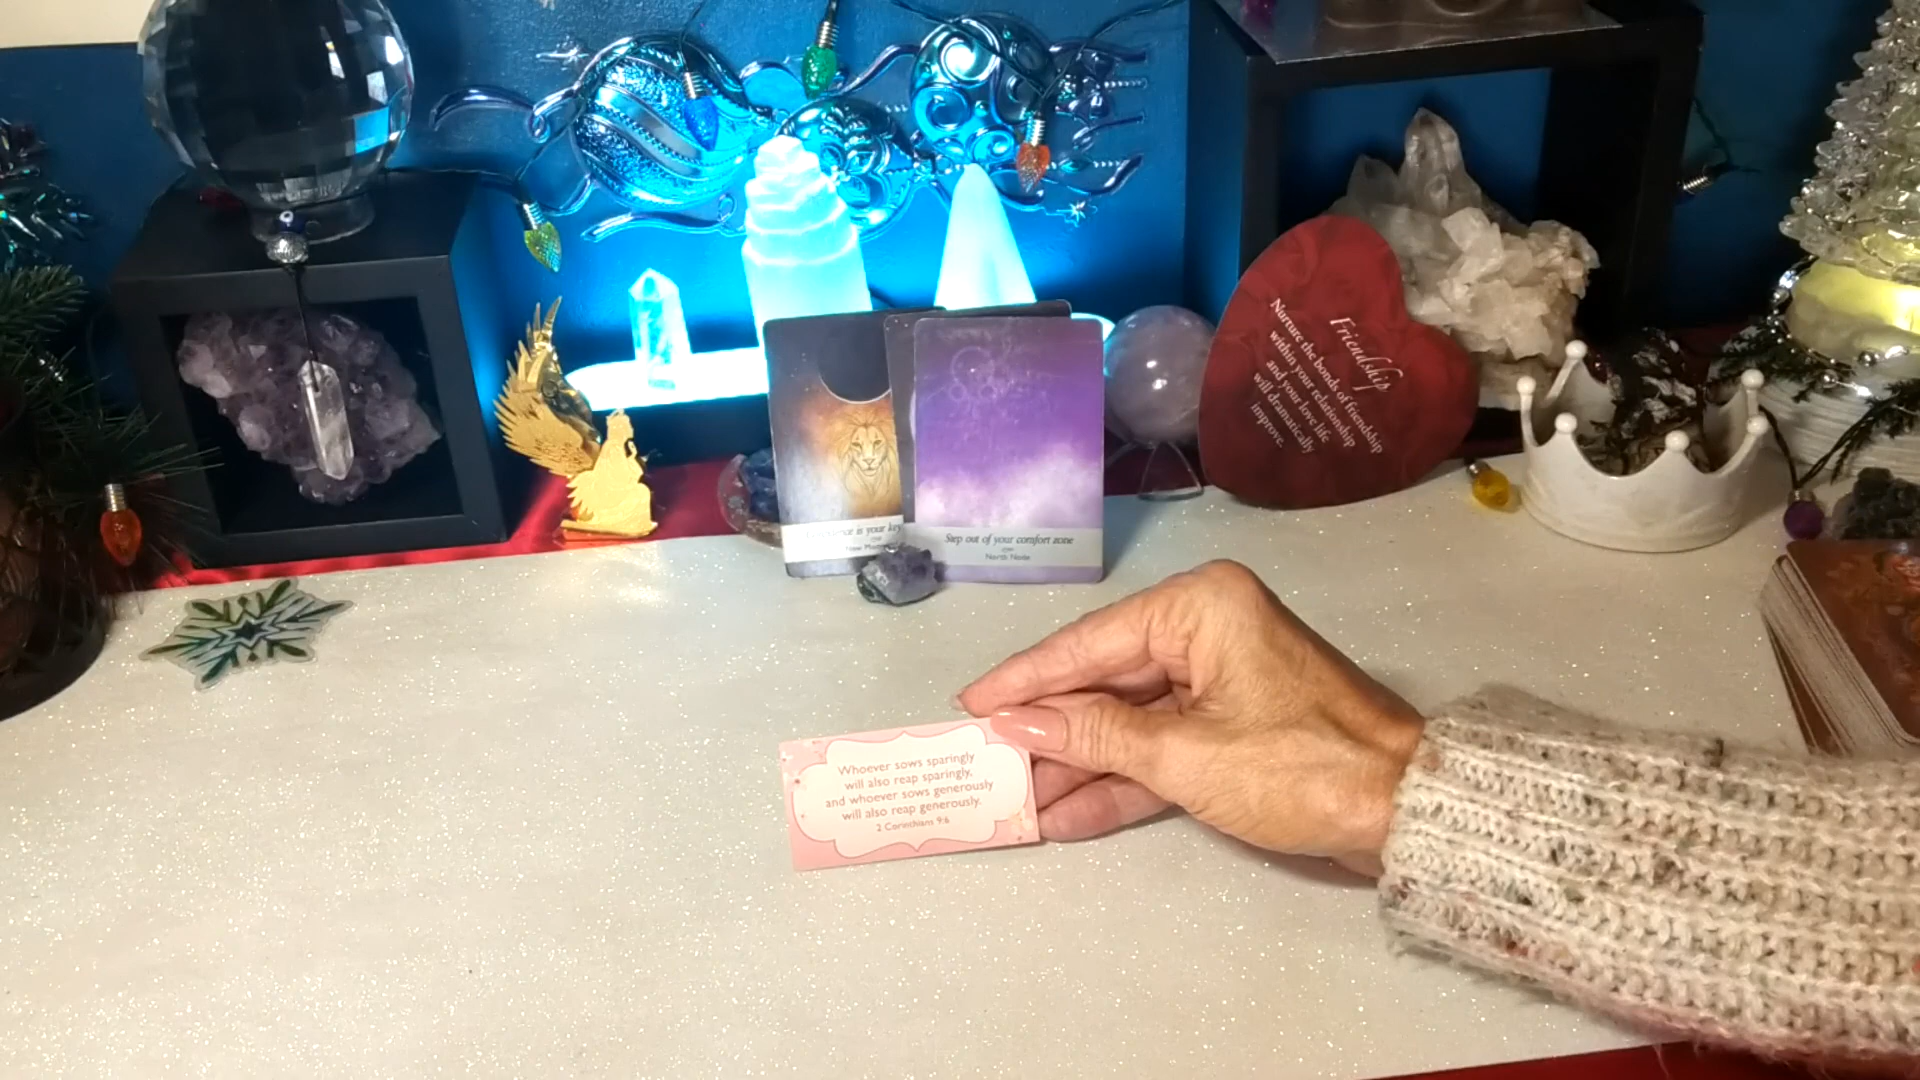 Friendship
Nurture the bonds of friendship
within your relationship
and your love life
will dramatically
improve.
is your key
New Moon
Step out of your comfort zone
North Node
Whoever sows sparingly
will also reap sparingly,
and whoever sows generously
will also reap generously.
2 Corinthians 9:6